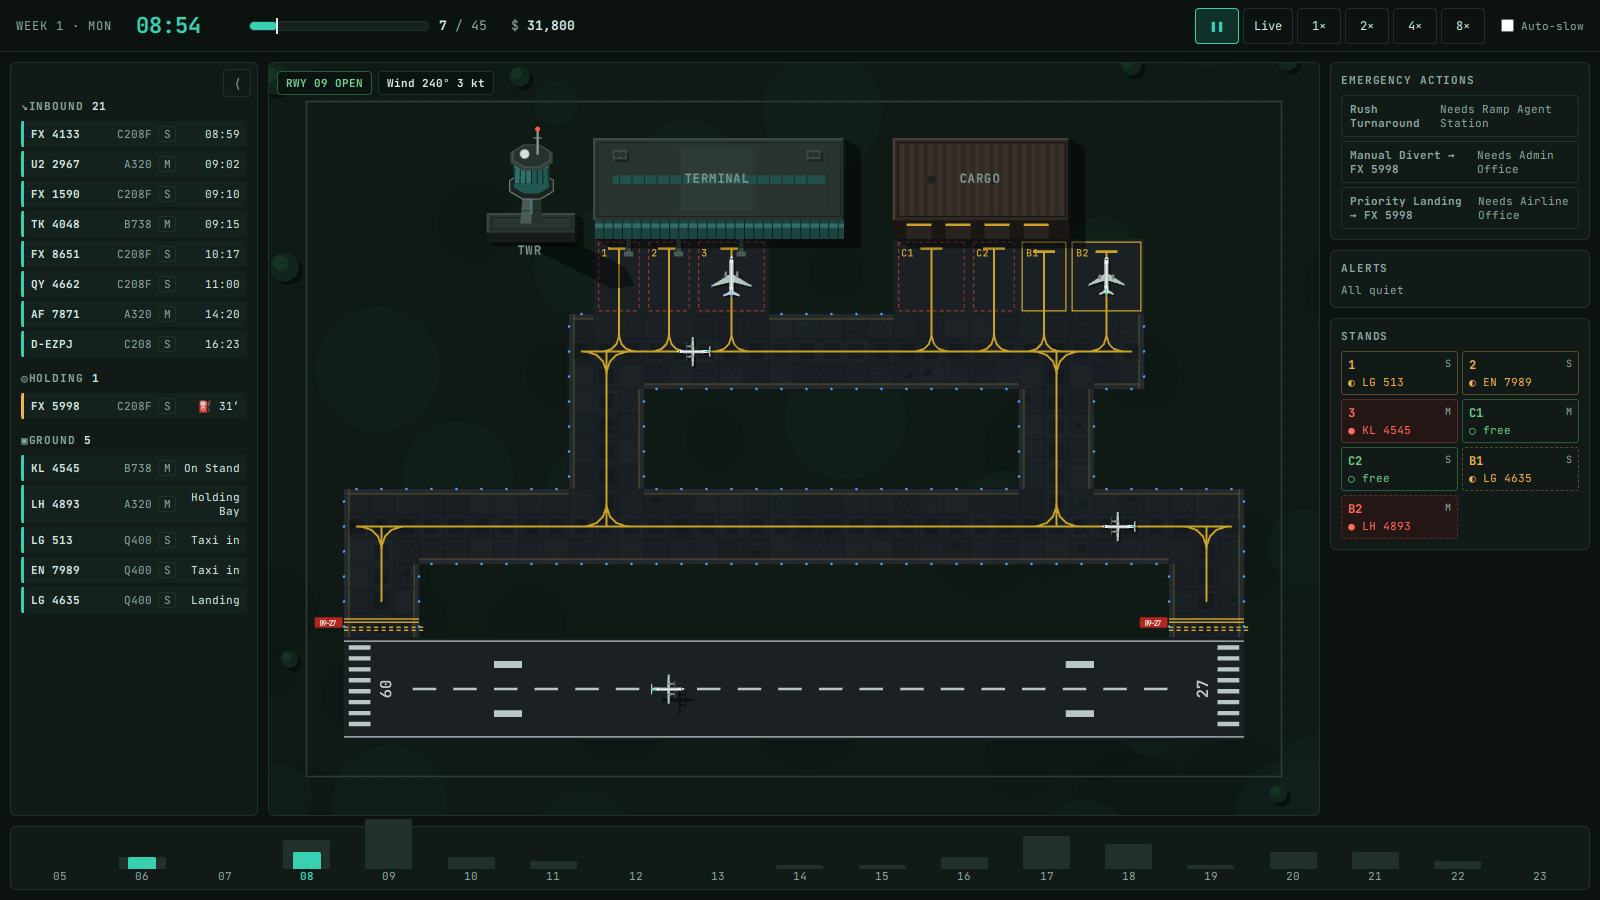 WEEK 1 · MON
08:54
7 / 45
$ 31,800
Live
1×
2×
4×
8×
Auto-slow
INBOUND 21
FX 4133 C208F S 08:59
U2 2967 A320 M 09:02
FX 1590 C208F S 09:10
TK 4048 B738 M 09:15
FX 8651 C208F S 10:17
QY 4662 C208F S 11:00
AF 7871 A320 M 14:20
D-EZPJ C208 S 16:23
HOLDING 1
FX 5998 C208F S 31′
GROUND 5
KL 4545 B738 M On Stand
LH 4893 A320 M Holding
Bay
LG 513 Q400 S Taxi in
EN 7989 Q400 S Taxi in
LG 4635 Q400 S Landing
RWY 09 OPEN
Wind 240° 3 kt
TERMINAL
CARGO
TWR
1
2
3
C1
C2
B1
B2
09-27
09-27
09
27
EMERGENCY ACTIONS
Rush Turnaround
Needs Ramp Agent Station
Manual Divert →
FX 5998
Needs Admin
Office
Priority Landing
→ FX 5998
Needs Airline
Office
ALERTS
All quiet
STANDS
1 S
LG 513
2 S
EN 7989
3 M
KL 4545
C1 M
free
C2 S
free
B1 S
LG 4635
B2 M
LH 4893
05 06 07 08 09 10 11 12 13 14 15 16 17 18 19 20 21 22 23